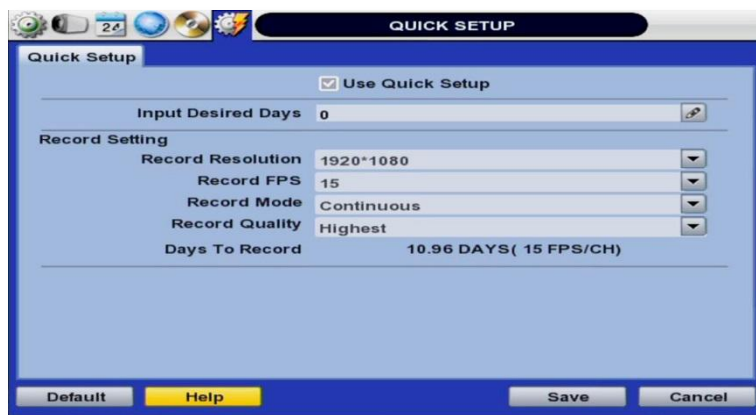 24
QUICK SETUP
Quick Setup
Use Quick Setup
Input Desired Days 0
Record Setting
Record Resolution 1920*1080
Record FPS 15
Record Mode Continuous
Record Quality Highest
Days To Record 10.96 DAYS( 15 FPS/CH)
Default Help Save Cancel